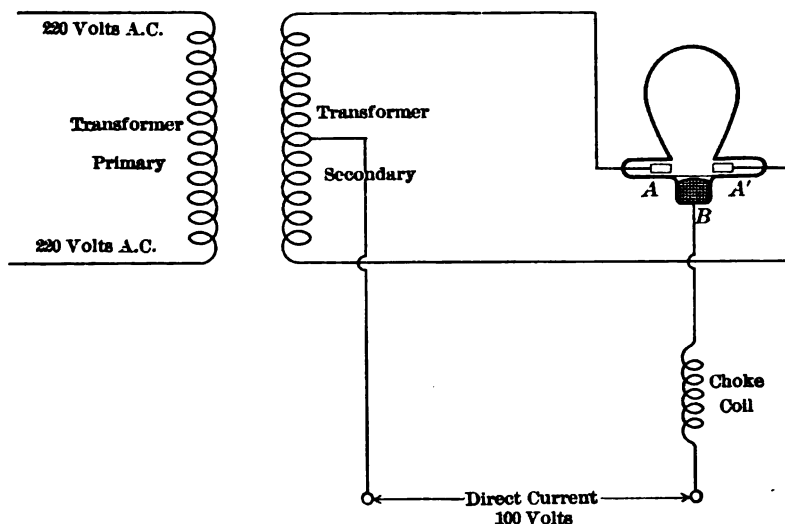 220 Volts A.C.
Transformer
Primary
220 Volts A.C.
Transformer
Secondary
A A'
B
Choke
Coil
Direct Current
100 Volts